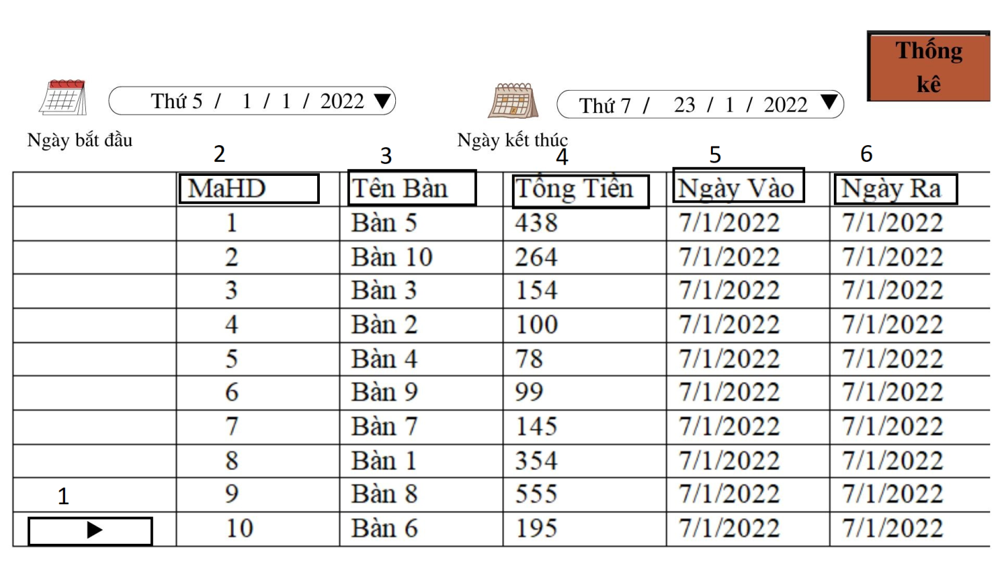 Thống
kê
Thứ 5 / 1 / 1 / 2022 ▼
Thứ 7 / 23 / 1 / 2022 ▼
Ngày bắt đầu
Ngày kết thúc
2 3 4 5 6
MaHD Tên Bàn Tổng Tiền Ngày Vào Ngày Ra
1 Bàn 5 438 7/1/2022 7/1/2022
2 Bàn 10 264 7/1/2022 7/1/2022
3 Bàn 3 154 7/1/2022 7/1/2022
4 Bàn 2 100 7/1/2022 7/1/2022
5 Bàn 4 78 7/1/2022 7/1/2022
6 Bàn 9 99 7/1/2022 7/1/2022
7 Bàn 7 145 7/1/2022 7/1/2022
8 Bàn 1 354 7/1/2022 7/1/2022
1 9 Bàn 8 555 7/1/2022 7/1/2022
▶ 10 Bàn 6 195 7/1/2022 7/1/2022